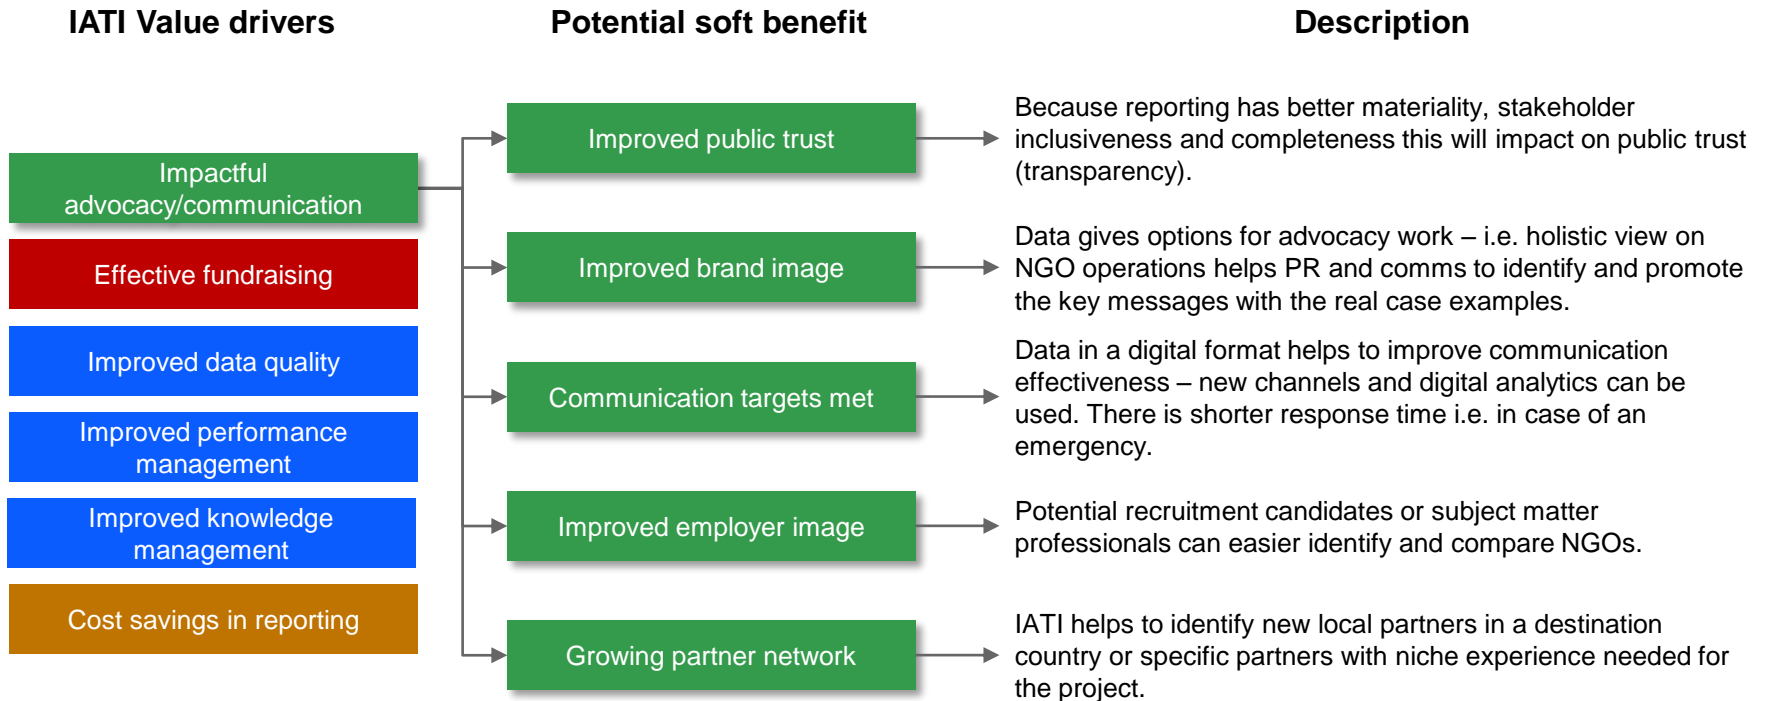 IATI Value drivers
Potential soft benefit
Description
Impactful
advocacy/communication
Effective fundraising
Improved data quality
Improved performance
management
Improved knowledge
management
Cost savings in reporting
Improved public trust
Because reporting has better materiality, stakeholder
inclusiveness and completeness this will impact on public trust
(transparency).
Improved brand image
Data gives options for advocacy work – i.e. holistic view on
NGO operations helps PR and comms to identify and promote
the key messages with the real case examples.
Communication targets met
Data in a digital format helps to improve communication
effectiveness – new channels and digital analytics can be
used. There is shorter response time i.e. in case of an
emergency.
Improved employer image
Potential recruitment candidates or subject matter
professionals can easier identify and compare NGOs.
Growing partner network
IATI helps to identify new local partners in a destination
country or specific partners with niche experience needed for
the project.